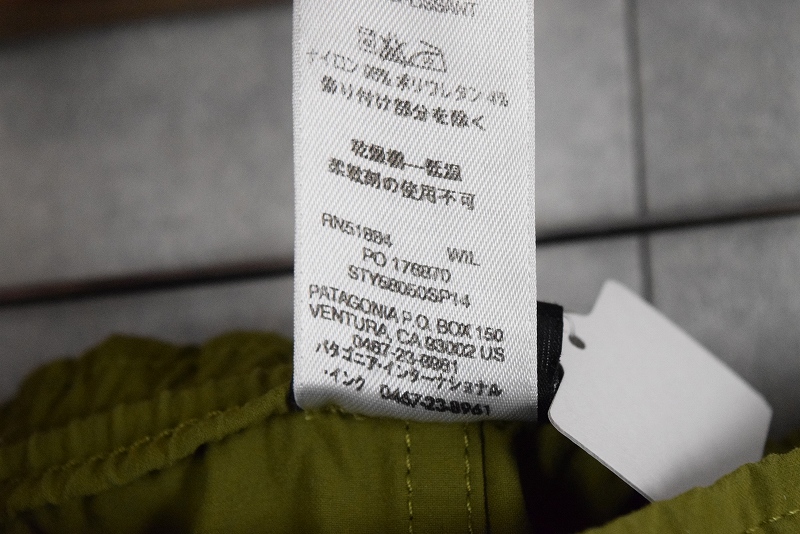 ナイロン 96% ポリウレタン 4%
飾り付け部分を除く
乾燥機—低温
柔軟剤の使用不可
RN51884 WIL
PO 178870
STY58050SP14
PATAGONIA P.O. BOX 150
VENTURA, CA 93002 US
0467-23-8961
パタゴニア・インターナショナル
・インク 0467-23-8961